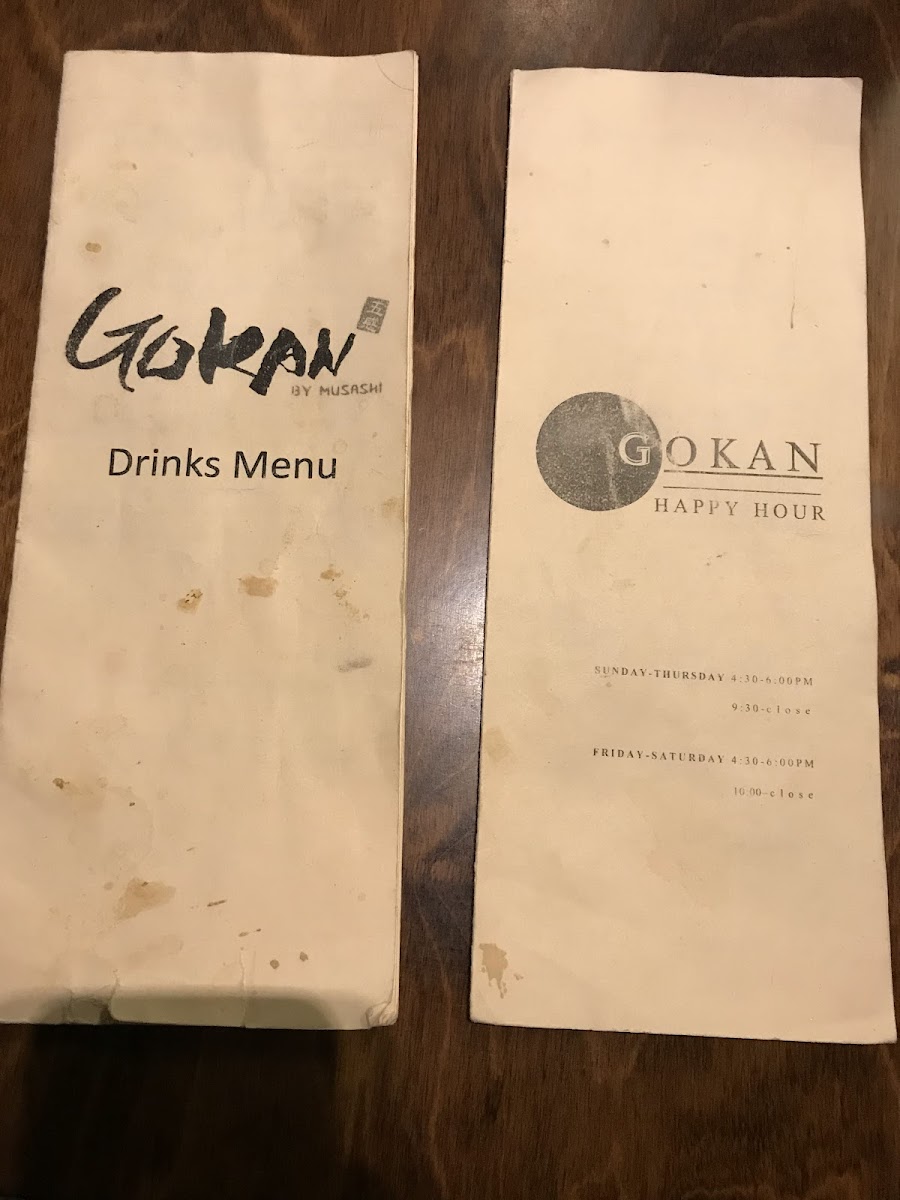 GOKAN
五感
BY MUSASHI
Drinks Menu
GOKAN
HAPPY HOUR
SUNDAY-THURSDAY 4:30-6:00PM
9:30-close
FRIDAY-SATURDAY 4:30-6:00PM
10:00-close